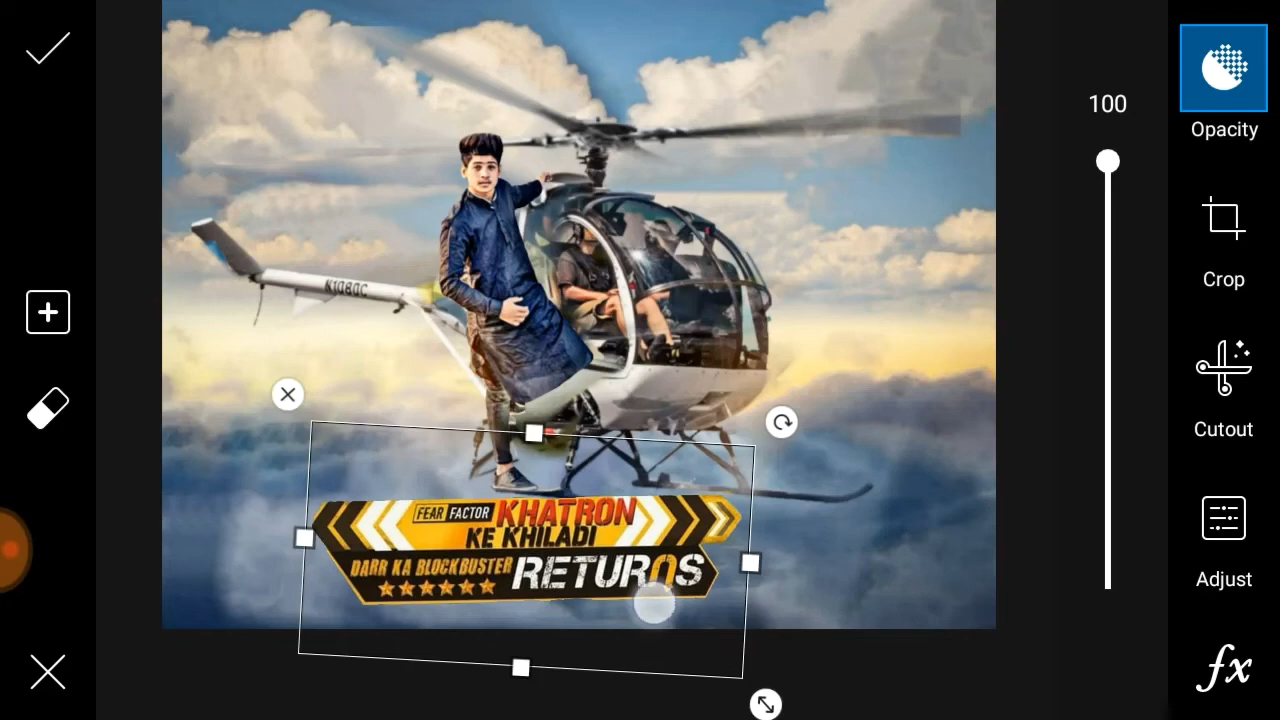 100
Opacity
Crop
Cutout
Adjust
fx
FEAR FACTOR KHATRON
KE KHILADI
DARR KA BLOCKBUSTER
RETURNS